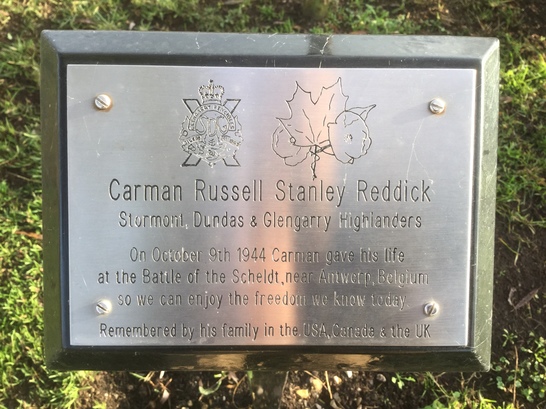 Carman Russell Stanley Reddick
Stormont, Dundas & Glengarry Highlanders
On October 9th 1944 Carman gave his life
at the Battle of the Scheldt, near Antwerp, Belgium
so we can enjoy the freedom we know today.
Remembered by his family in the USA, Canada & the UK